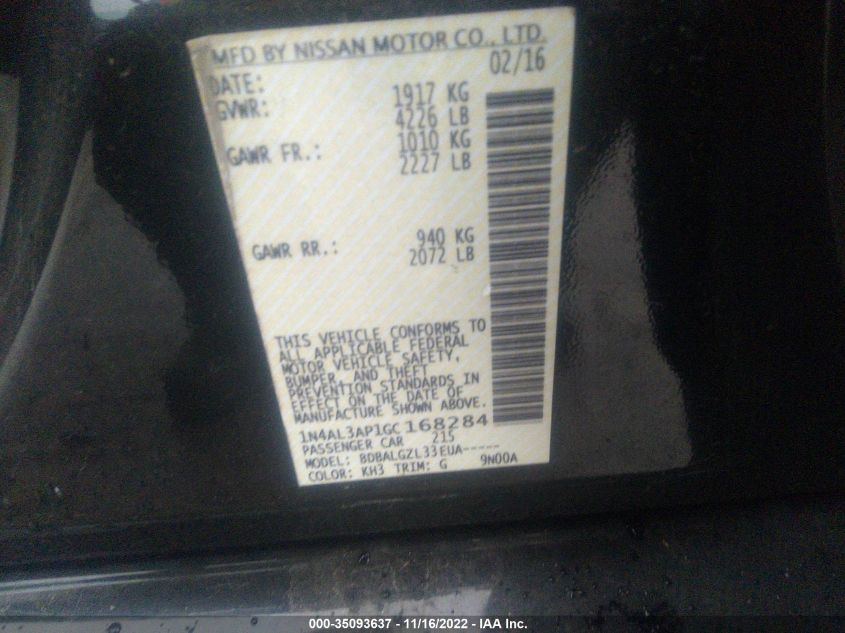 MFD BY NISSAN MOTOR CO., LTD.
DATE: 02/16
GVWR: 1917 KG
4226 LB
GAWR FR.: 1010 KG
2227 LB
GAWR RR.: 940 KG
2072 LB
THIS VEHICLE CONFORMS TO
ALL APPLICABLE FEDERAL
MOTOR VEHICLE SAFETY,
BUMPER, AND THEFT
PREVENTION STANDARDS IN
EFFECT ON THE DATE OF
MANUFACTURE SHOWN ABOVE.
1N4AL3AP1GC168284
PASSENGER CAR 215
MODEL: BDBALGZL33EUA-----
COLOR: KH3 TRIM: G 9N00A
000-35093637 - 11/16/2022 - IAA Inc.